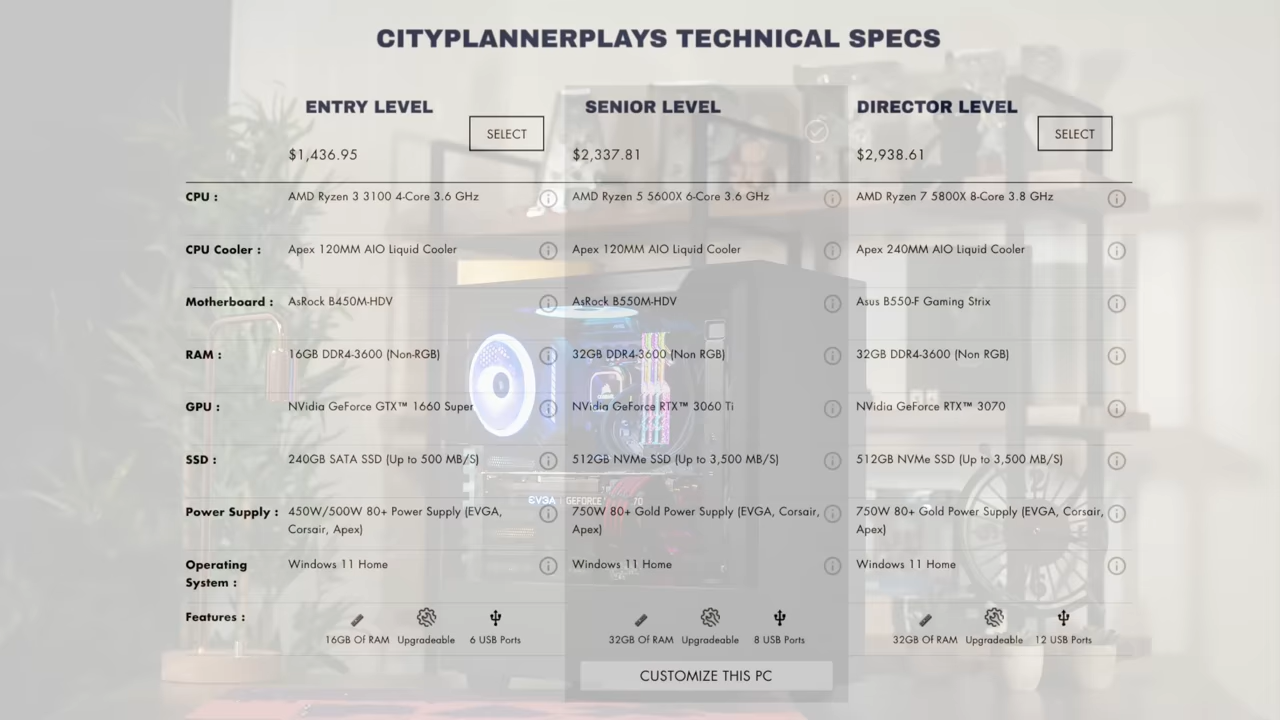 CITYPLANNERPLAYS TECHNICAL SPECS
ENTRY LEVEL SENIOR LEVEL DIRECTOR LEVEL
SELECT SELECT
$1,436.95 $2,337.81 $2,938.61
CPU : AMD Ryzen 3 3100 4-Core 3.6 GHz AMD Ryzen 5 5600X 6-Core 3.6 GHz AMD Ryzen 7 5800X 8-Core 3.8 GHz
CPU Cooler : Apex 120MM AIO Liquid Cooler Apex 120MM AIO Liquid Cooler Apex 240MM AIO Liquid Cooler
Motherboard : AsRock B450M-HDV AsRock B550M-HDV Asus B550-F Gaming Strix
RAM : 16GB DDR4-3600 (Non-RGB) 32GB DDR4-3600 (Non RGB) 32GB DDR4-3600 (Non RGB)
GPU : NVidia GeForce GTX™ 1660 Super NVidia GeForce RTX™ 3060 Ti NVidia GeForce RTX™ 3070
SSD : 240GB SATA SSD (Up to 500 MB/S) 512GB NVMe SSD (Up to 3,500 MB/S) 512GB NVMe SSD (Up to 3,500 MB/S)
EVGA GEFORCE 70
Power Supply : 450W/500W 80+ Power Supply (EVGA, 750W 80+ Gold Power Supply (EVGA, Corsair, 750W 80+ Gold Power Supply (EVGA, Corsair,
Corsair, Apex) Apex) Apex)
Operating Windows 11 Home Windows 11 Home Windows 11 Home
System :
Features :
16GB Of RAM Upgradeable 6 USB Ports 32GB Of RAM Upgradeable 8 USB Ports 32GB Of RAM Upgradeable 12 USB Ports
CUSTOMIZE THIS PC